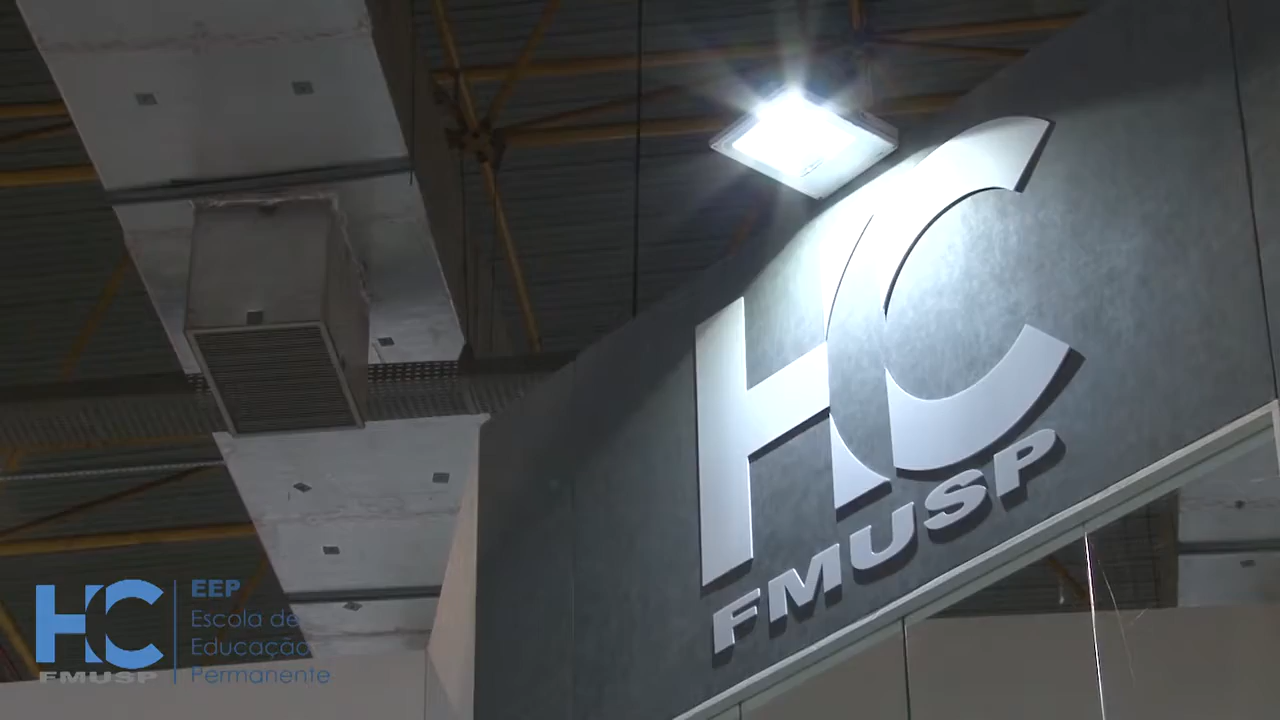 HC
FMUSP
HC
FMUSP
EEP
Escola de
Educação
Permanente